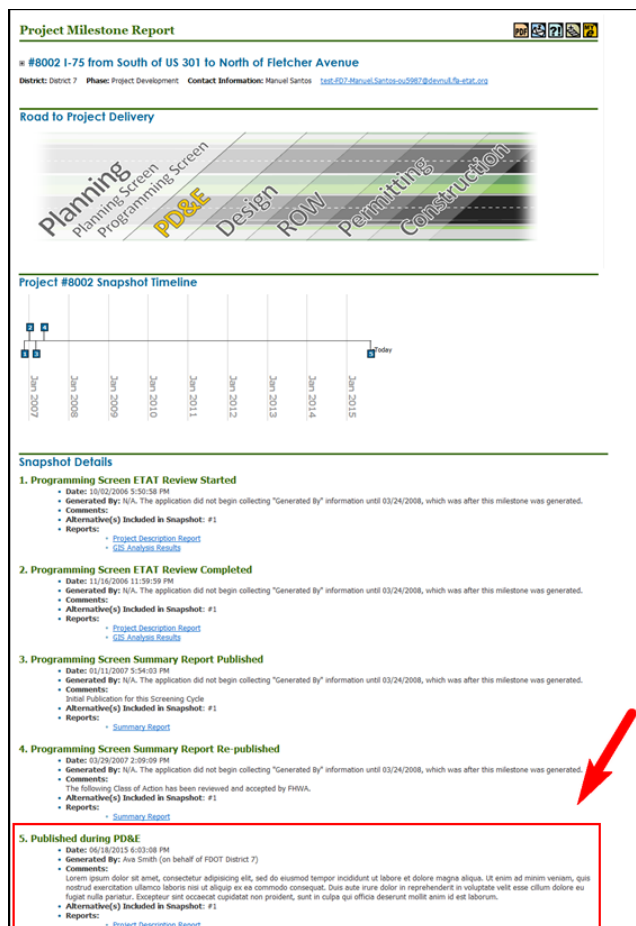 Project Milestone Report
PDF
#8002 I-75 from South of US 301 to North of Fletcher Avenue
District: District 7 Phase: Project Development Contact Information: Manuel Santos test-FD7-Manuel.Santos-ou5987@devnull.fla-etat.org
Road to Project Delivery
Planning
Planning Screen
Programming Screen
PD&E
Design
ROW
Permitting
Construction
Project #8002 Snapshot Timeline
2 4
1 3 5 Today
Jan 2007
Jan 2008
Jan 2009
Jan 2010
Jan 2011
Jan 2012
Jan 2013
Jan 2014
Jan 2015
Snapshot Details
1. Programming Screen ETAT Review Started
• Date: 10/02/2006 5:50:58 PM
• Generated By: N/A. The application did not begin collecting "Generated By" information until 03/24/2008, which was after this milestone was generated.
• Comments:
• Alternative(s) Included in Snapshot: #1
• Reports:
◦ Project Description Report
◦ GIS Analysis Results
2. Programming Screen ETAT Review Completed
• Date: 11/16/2006 11:59:59 PM
• Generated By: N/A. The application did not begin collecting "Generated By" information until 03/24/2008, which was after this milestone was generated.
• Comments:
• Alternative(s) Included in Snapshot: #1
• Reports:
◦ Project Description Report
◦ GIS Analysis Results
3. Programming Screen Summary Report Published
• Date: 01/11/2007 5:54:03 PM
• Generated By: N/A. The application did not begin collecting "Generated By" information until 03/24/2008, which was after this milestone was generated.
• Comments:
Initial Publication for this Screening Cycle
• Alternative(s) Included in Snapshot: #1
• Reports:
◦ Summary Report
4. Programming Screen Summary Report Re-published
• Date: 03/29/2007 2:09:09 PM
• Generated By: N/A. The application did not begin collecting "Generated By" information until 03/24/2008, which was after this milestone was generated.
• Comments:
The following Class of Action has been reviewed and accepted by FHWA.
• Alternative(s) Included in Snapshot: #1
• Reports:
◦ Summary Report
5. Published during PD&E
• Date: 06/18/2015 6:03:08 PM
• Generated By: Ava Smith (on behalf of FDOT District 7)
• Comments:
Lorem ipsum dolor sit amet, consectetur adipisicing elit, sed do eiusmod tempor incididunt ut labore et dolore magna aliqua. Ut enim ad minim veniam, quis
nostrud exercitation ullamco laboris nisi ut aliquip ex ea commodo consequat. Duis aute irure dolor in reprehenderit in voluptate velit esse cillum dolore eu
fugiat nulla pariatur. Excepteur sint occaecat cupidatat non proident, sunt in culpa qui officia deserunt mollit anim id est laborum.
• Alternative(s) Included in Snapshot: #1
• Reports:
◦ Project Description Report